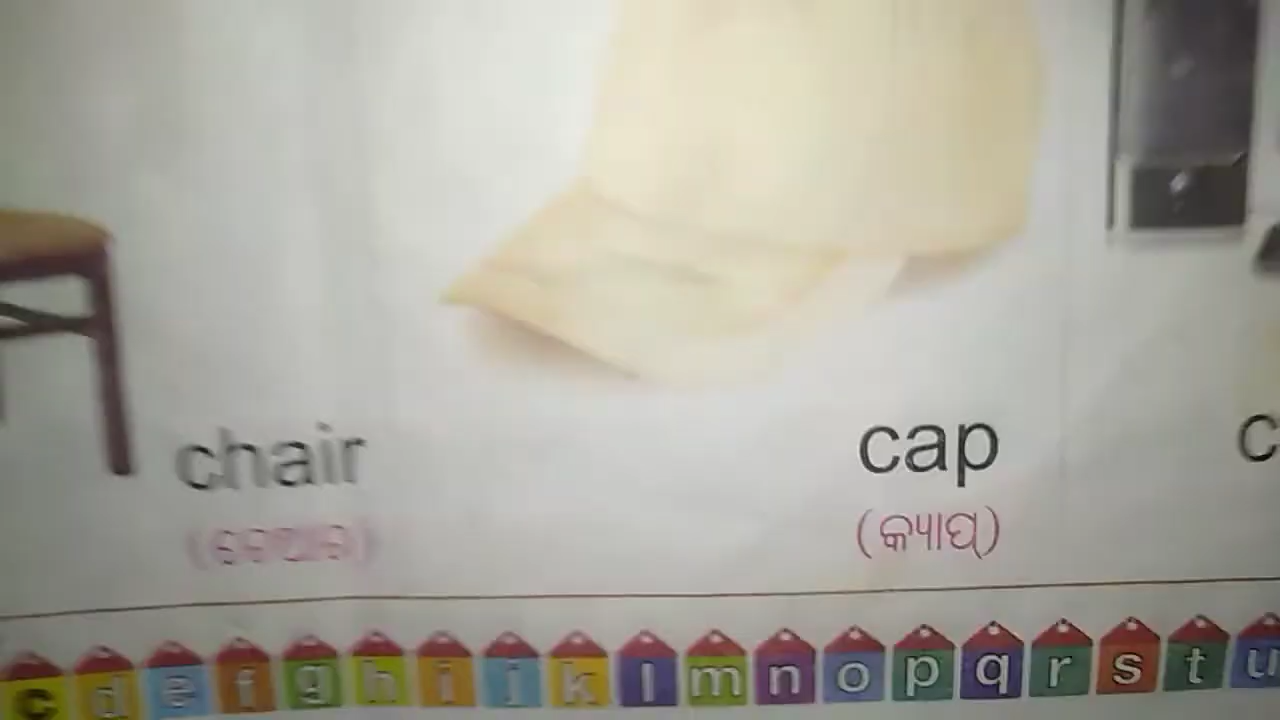 chair
cap
c
(କ୍ୟାପ୍)
c d e f g h i j k l m n o p q r s t u